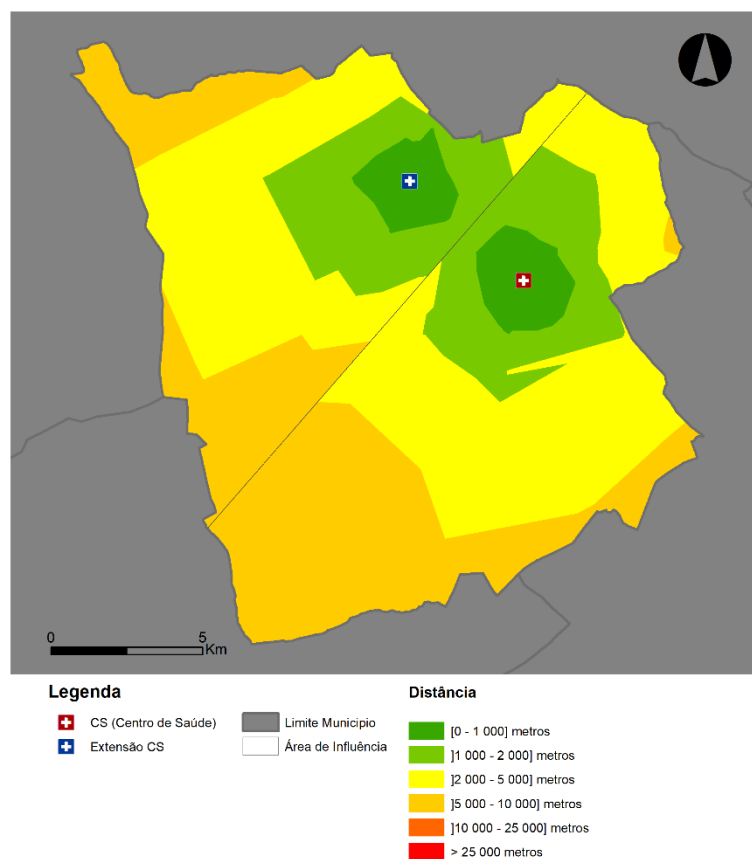 0 5
Km
Legenda
CS (Centro de Saúde)
Extensão CS
Limite Municipio
Área de Influência
Distância
[0 - 1 000] metros
]1 000 - 2 000] metros
]2 000 - 5 000] metros
]5 000 - 10 000] metros
]10 000 - 25 000] metros
> 25 000 metros